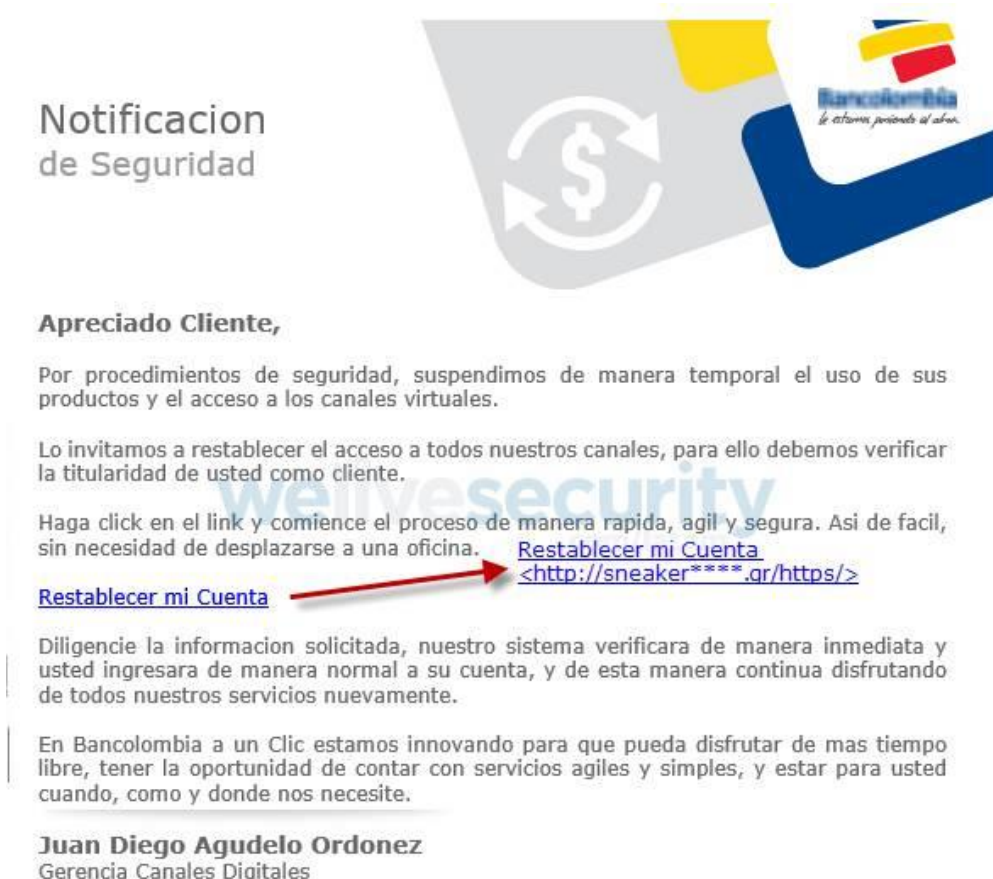 Notificacion
de Seguridad
Bancolombia
le estamos poniendo el alma.
Apreciado Cliente,
Por procedimientos de seguridad, suspendimos de manera temporal el uso de sus
productos y el acceso a los canales virtuales.
Lo invitamos a restablecer el acceso a todos nuestros canales, para ello debemos verificar
la titularidad de usted como cliente.
welivesecurity
Haga click en el link y comience el proceso de manera rapida, agil y segura. Asi de facil,
sin necesidad de desplazarse a una oficina.
Restablecer mi Cuenta
<http://sneaker****.gr/https/>
Restablecer mi Cuenta
Diligencie la informacion solicitada, nuestro sistema verificara de manera inmediata y
usted ingresara de manera normal a su cuenta, y de esta manera continua disfrutando
de todos nuestros servicios nuevamente.
En Bancolombia a un Clic estamos innovando para que pueda disfrutar de mas tiempo
libre, tener la oportunidad de contar con servicios agiles y simples, y estar para usted
cuando, como y donde nos necesite.
Juan Diego Agudelo Ordonez
Gerencia Canales Digitales